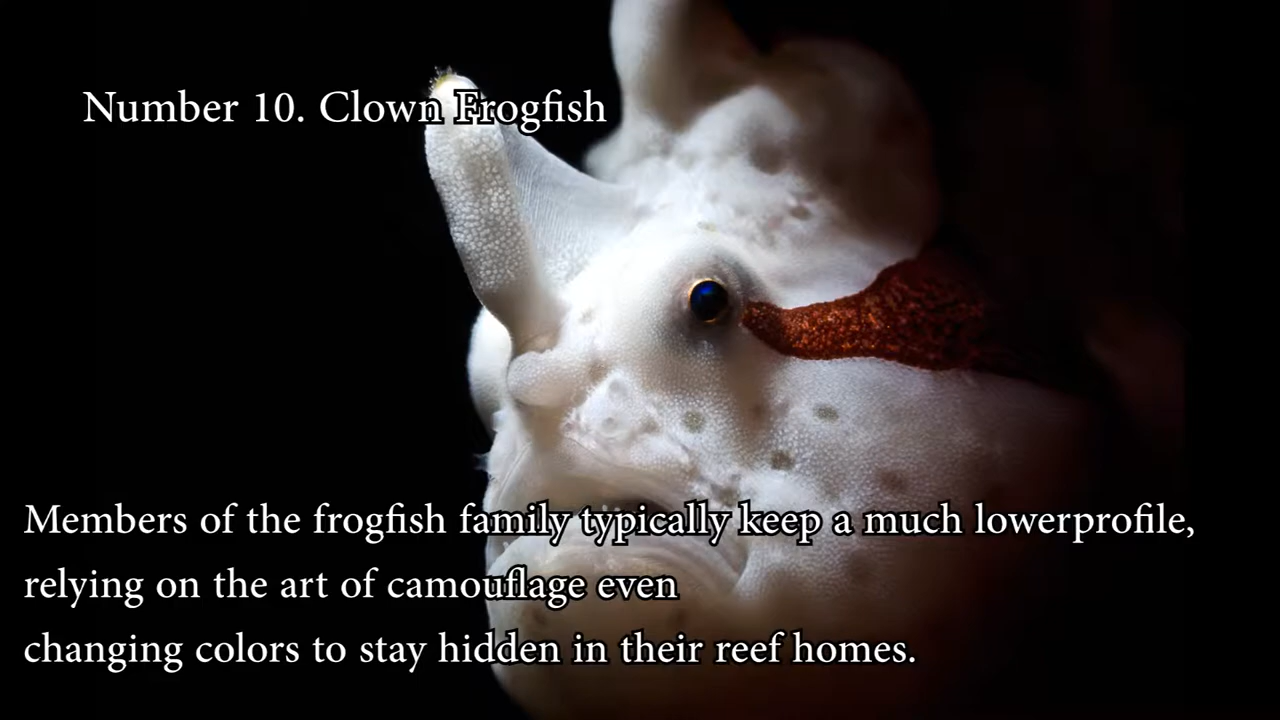 Number 10. Clown Frogfish
Members of the frogfish family typically keep a much lowerprofile,
relying on the art of camouflage even
changing colors to stay hidden in their reef homes.